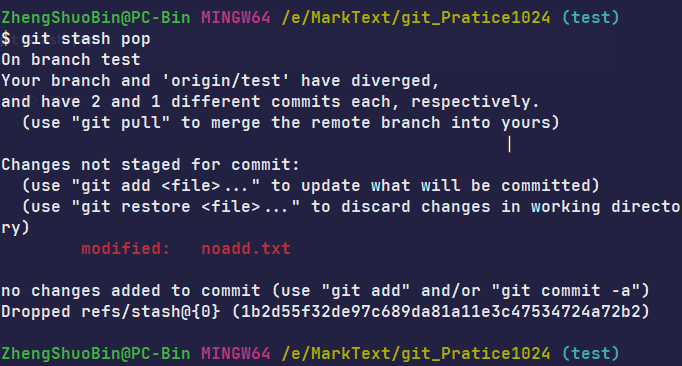 ZhengShuoBin@PC-Bin MINGW64 /e/MarkText/git_Pratice1024 (test)
$ git stash pop
On branch test
Your branch and 'origin/test' have diverged,
and have 2 and 1 different commits each, respectively.
  (use "git pull" to merge the remote branch into yours)

Changes not staged for commit:
  (use "git add <file>..." to update what will be committed)
  (use "git restore <file>..." to discard changes in working directo
ry)
        modified:   noadd.txt

no changes added to commit (use "git add" and/or "git commit -a")
Dropped refs/stash@{0} (1b2d55f32de97c689da81a11e3c47534724a72b2)

ZhengShuoBin@PC-Bin MINGW64 /e/MarkText/git_Pratice1024 (test)